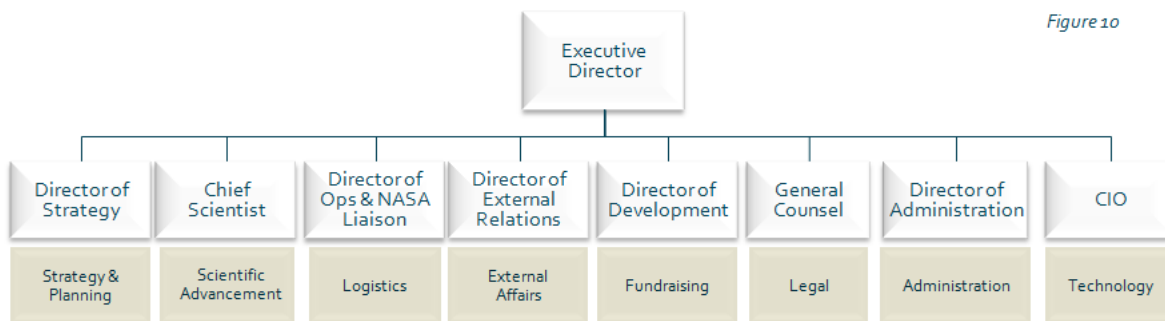 Figure 10
Executive
Director
Director of
Strategy
Chief
Scientist
Director of
Ops & NASA
Liaison
Director of
External
Relations
Director of
Development
General
Counsel
Director of
Administration
CIO
Strategy &
Planning
Scientific
Advancement
Logistics
External
Affairs
Fundraising
Legal
Administration
Technology